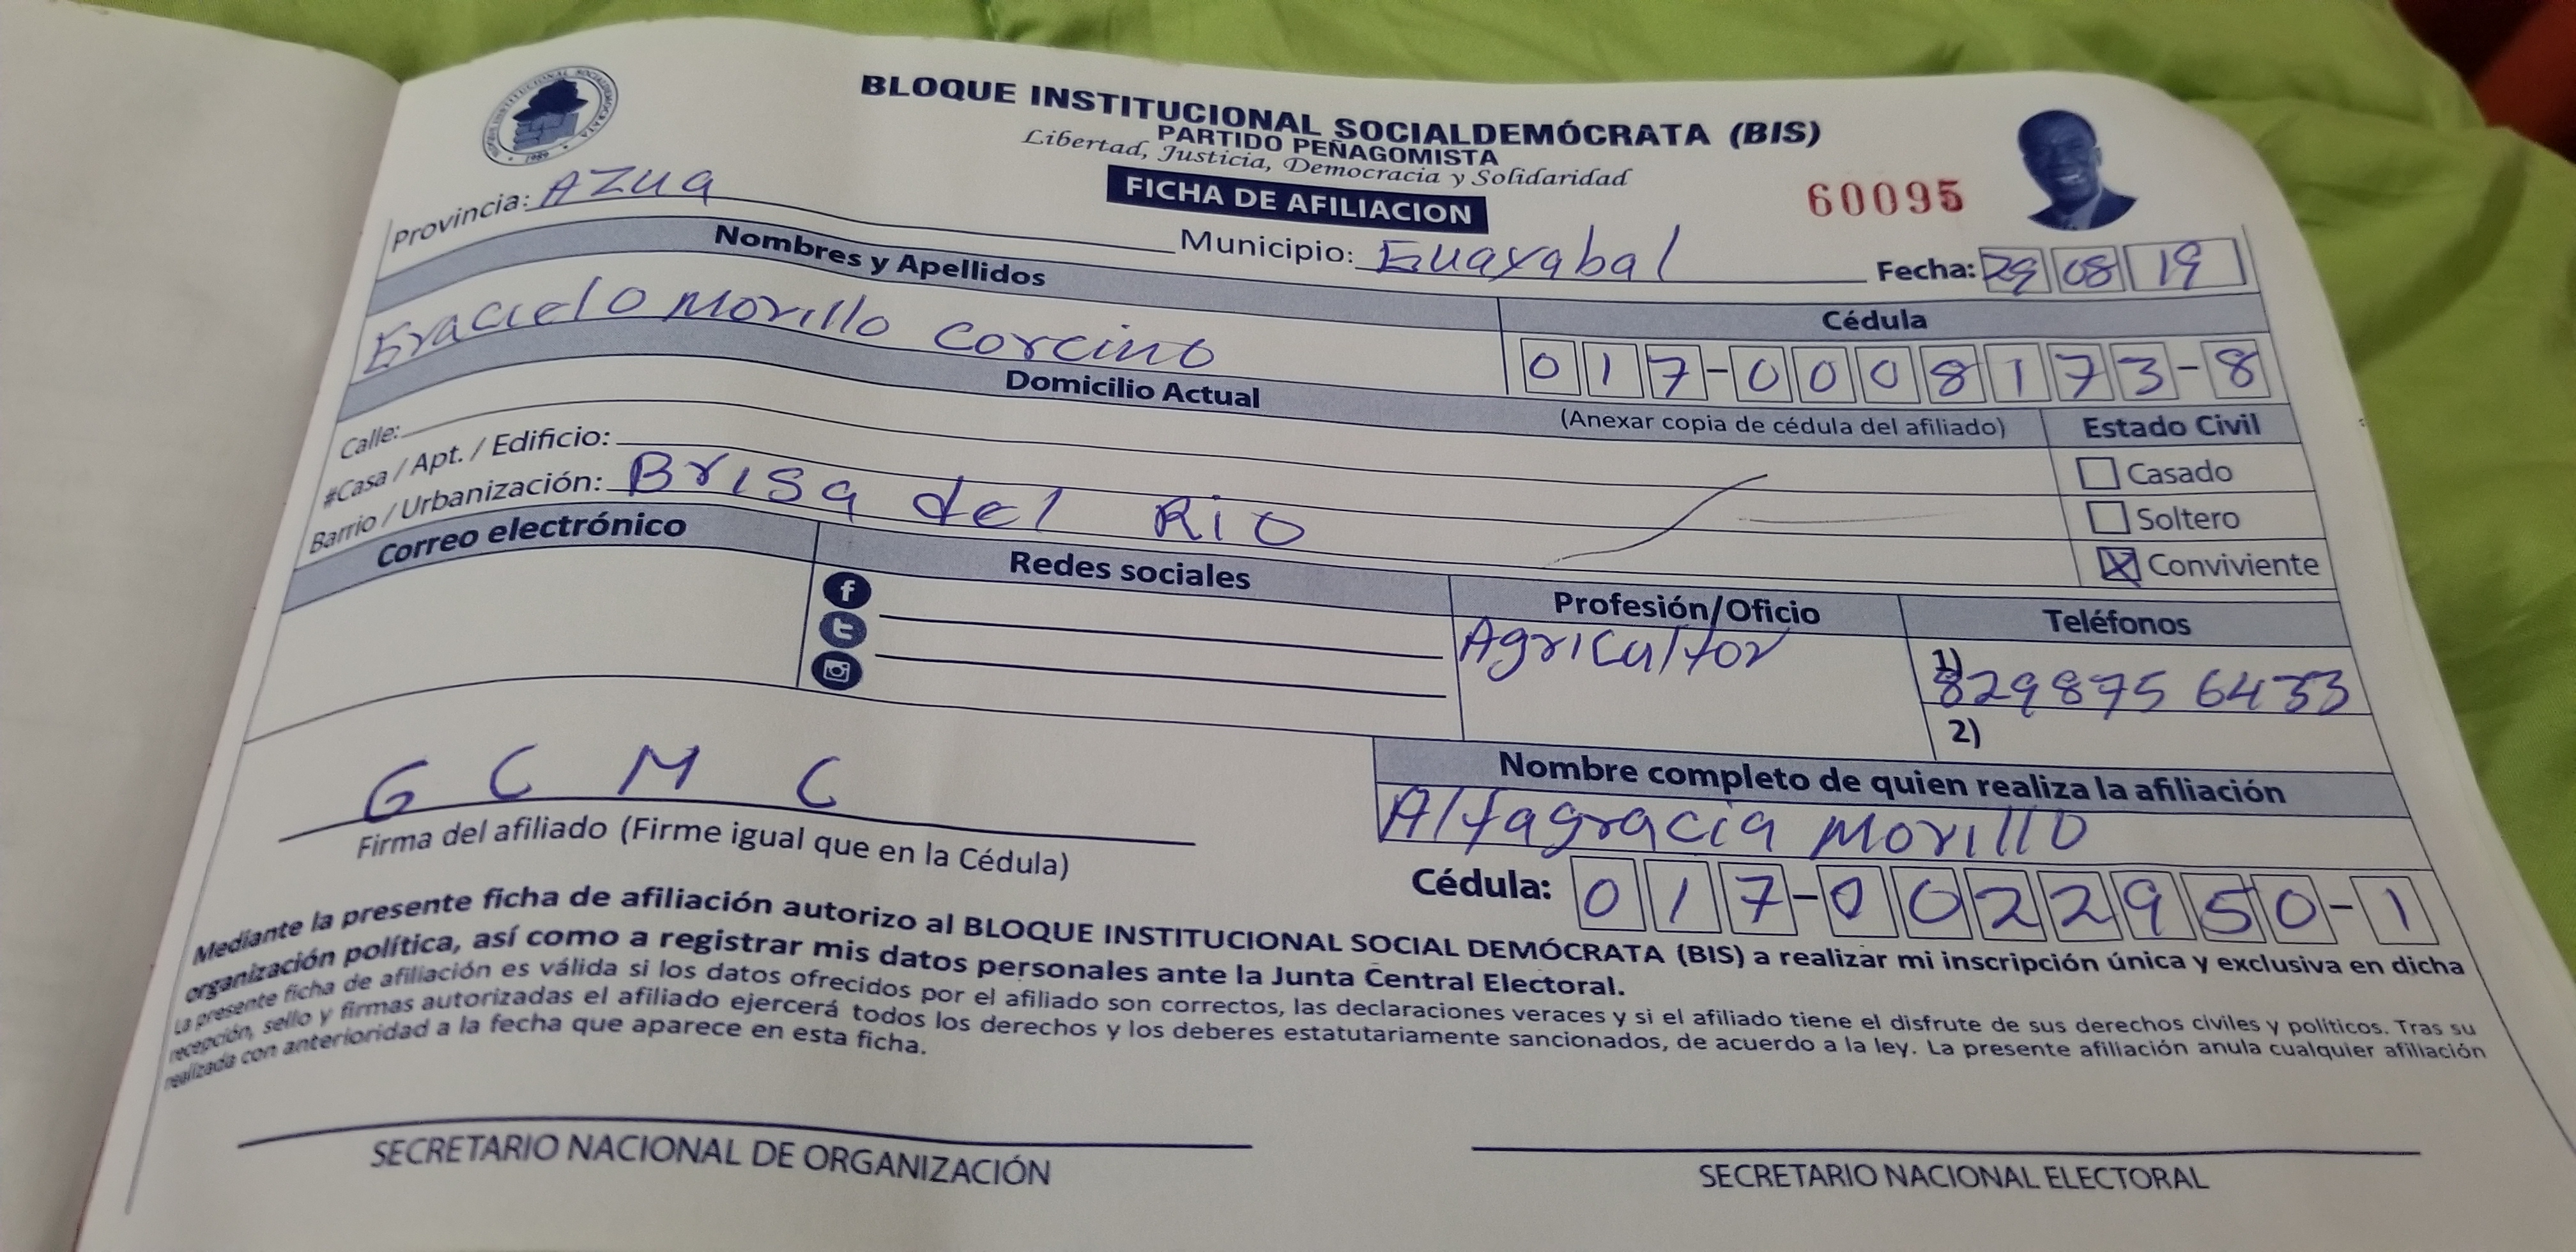 BLOQUE INSTITUCIONAL SOCIALDEMÓCRATA (BIS)
PARTIDO PEÑAGOMISTA
Libertad, Justicia, Democracia y Solidaridad
FICHA DE AFILIACION
60095
BLOQUE INSTITUCIONAL SOCIALDEMOCRATA
1989
Provincia: AZUA
Municipio: Guayabal
Fecha: 29 08 19
Nombres y Apellidos
Cédula
Graciela Morillo Corcino
017-0008173-8
Domicilio Actual
(Anexar copia de cédula del afiliado)
Estado Civil
Calle:
#Casa / Apt. / Edificio:
Barrio / Urbanización: Brisa del Rio
Casado
Soltero
Conviviente
Correo electrónico
Redes sociales
Profesión/Oficio
Teléfonos
Agricultor
1) 829875 6433
2)
G C M C
Firma del afiliado (Firme igual que en la Cédula)
Nombre completo de quien realiza la afiliación
Altagracia Morillo
Cédula: 017-0022950-1
Mediante la presente ficha de afiliación autorizo al BLOQUE INSTITUCIONAL SOCIAL DEMÓCRATA (BIS) a realizar mi inscripción única y exclusiva en dicha
organización política, así como a registrar mis datos personales ante la Junta Central Electoral.
La presente ficha de afiliación es válida si los datos ofrecidos por el afiliado son correctos, las declaraciones veraces y si el afiliado tiene el disfrute de sus derechos civiles y políticos. Tras su
recepción, sello y firmas autorizadas el afiliado ejercerá todos los derechos y los deberes estatutariamente sancionados, de acuerdo a la ley. La presente afiliación anula cualquier afiliación
realizada con anterioridad a la fecha que aparece en esta ficha.
SECRETARIO NACIONAL DE ORGANIZACIÓN
SECRETARIO NACIONAL ELECTORAL